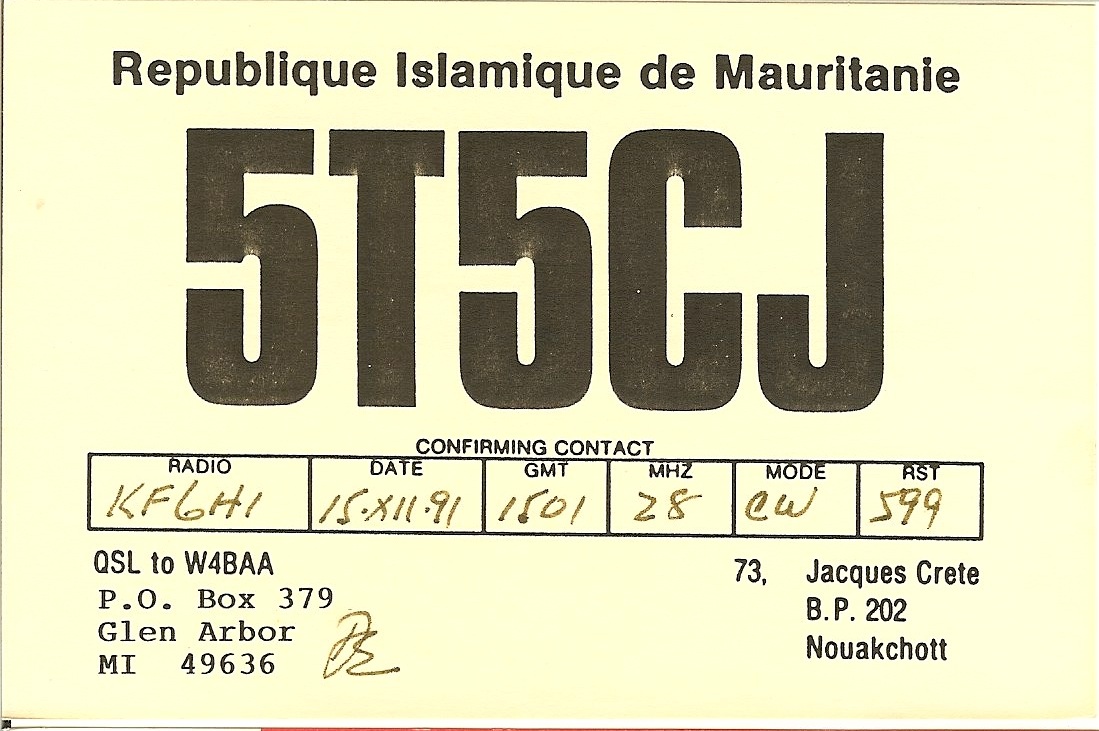 Republique Islamique de Mauritanie
5T5CJ
CONFIRMING CONTACT
RADIO DATE GMT MHZ MODE RST
KF6HI 15.XII.91 1501 28 CW 599
QSL to W4BAA
P.O. Box 379
Glen Arbor
MI 49636
73, Jacques Crete
B.P. 202
Nouakchott